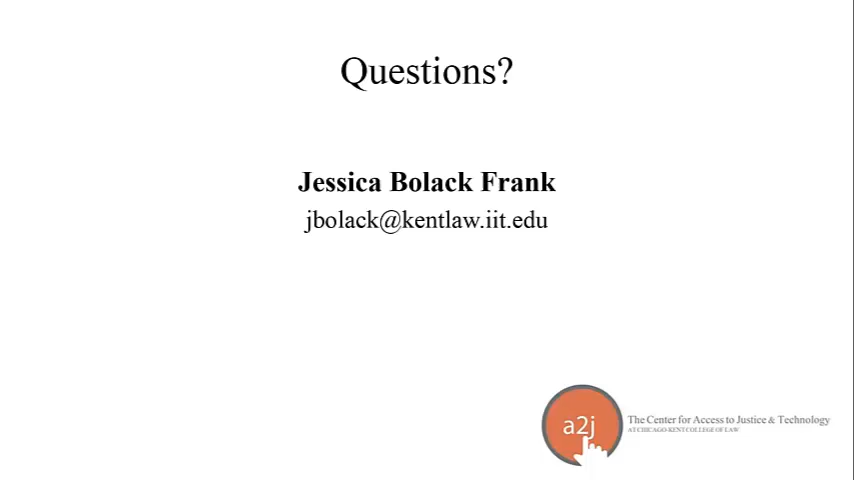 Questions?
Jessica Bolack Frank
jbolack@kentlaw.iit.edu
a2j
The Center for Access to Justice & Technology
AT CHICAGO-KENT COLLEGE OF LAW